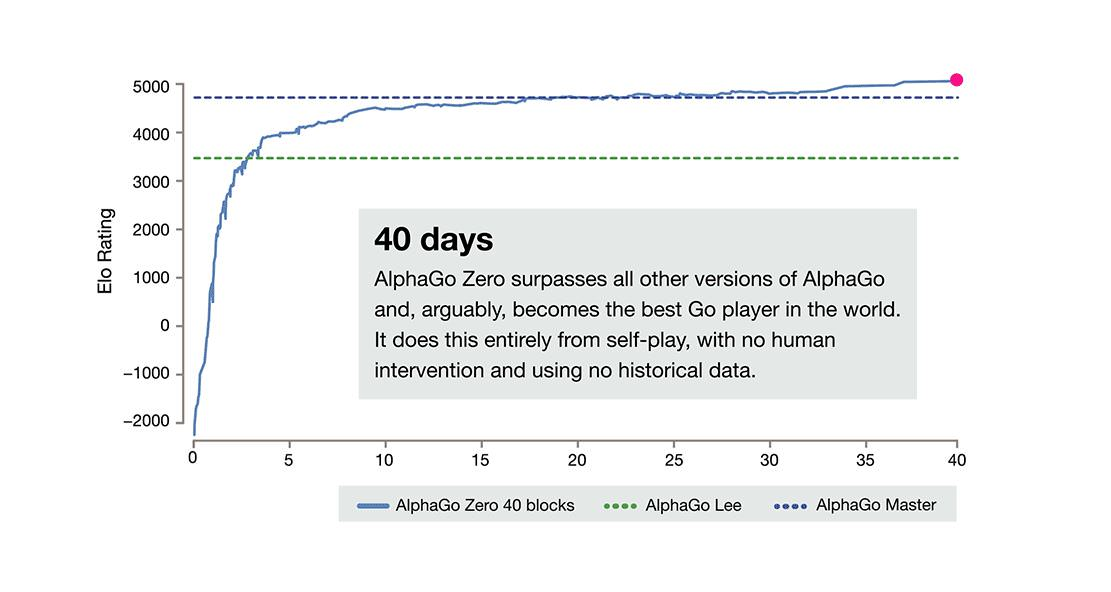 5000
4000
3000
2000
1000
0
−1000
−2000
Elo Rating
40 days
AlphaGo Zero surpasses all other versions of AlphaGo
and, arguably, becomes the best Go player in the world.
It does this entirely from self-play, with no human
intervention and using no historical data.
0 5 10 15 20 25 30 35 40
AlphaGo Zero 40 blocks AlphaGo Lee AlphaGo Master